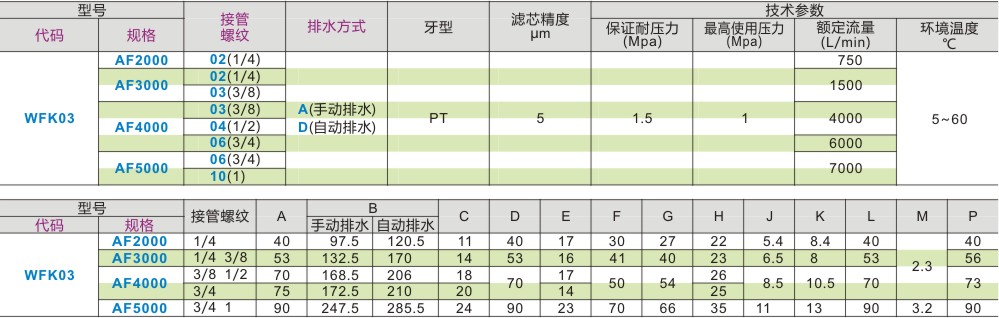 型号 接管螺纹 排水方式 牙型 滤芯精度 μm 技术参数
代码 规格 保证耐压力 (Mpa) 最高使用压力 (Mpa) 额定流量 (L/min) 环境温度 ℃
AF2000 02(1/4) 750
AF3000 02(1/4) 1500
03(3/8)
WFK03 AF4000 03(3/8) A(手动排水) PT 5 1.5 1 4000 5~60
04(1/2) D(自动排水)
06(3/4) 6000
AF5000 06(3/4) 7000
10(1)
型号 接管螺纹 A B C D E F G H J K L M P
代码 规格 手动排水 自动排水
AF2000 1/4 40 97.5 120.5 11 40 17 30 27 22 5.4 8.4 40 40
WFK03 AF3000 1/4 3/8 53 132.5 170 14 53 16 41 40 23 6.5 8 53 2.3 56
AF4000 3/8 1/2 70 168.5 206 18 70 17 50 54 26 8.5 10.5 70 73
3/4 75 172.5 210 20 14 25
AF5000 3/4 1 90 247.5 285.5 24 90 23 70 66 35 11 13 90 3.2 90